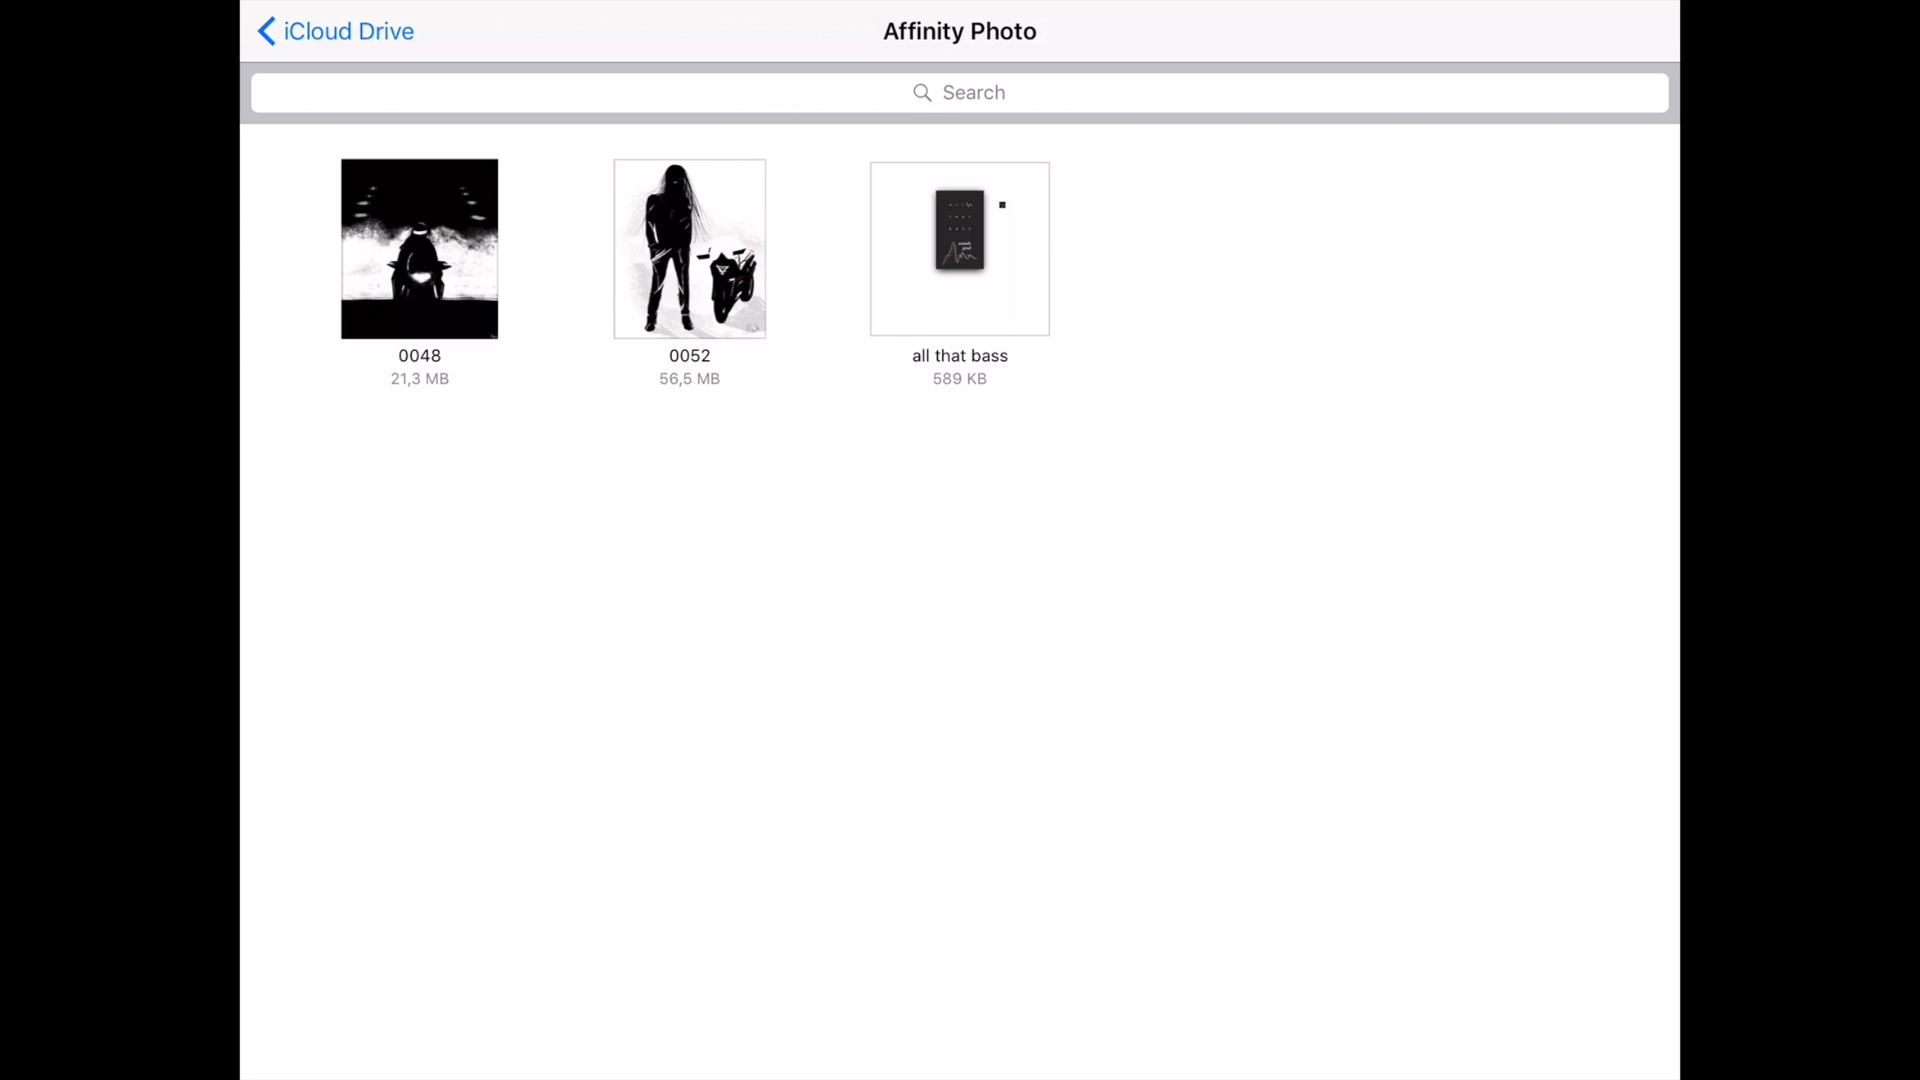 iCloud Drive
Affinity Photo
Search
0048
21,3 MB
0052
56,5 MB
all that bass
589 KB